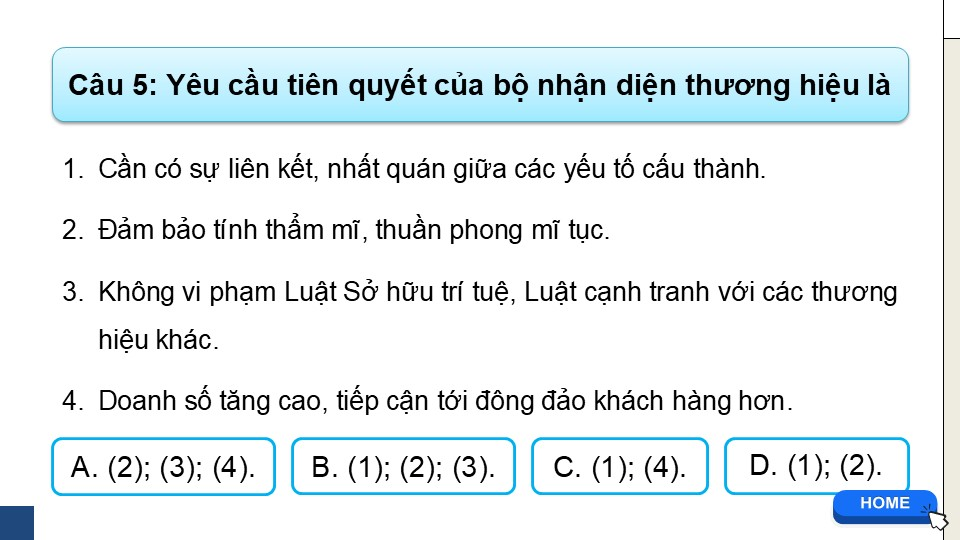 Câu 5: Yêu cầu tiên quyết của bộ nhận diện thương hiệu là
1. Cần có sự liên kết, nhất quán giữa các yếu tố cấu thành.
2. Đảm bảo tính thẩm mĩ, thuần phong mĩ tục.
3. Không vi phạm Luật Sở hữu trí tuệ, Luật cạnh tranh với các thương
hiệu khác.
4. Doanh số tăng cao, tiếp cận tới đông đảo khách hàng hơn.
A. (2); (3); (4).
B. (1); (2); (3).
C. (1); (4).
D. (1); (2).
HOME